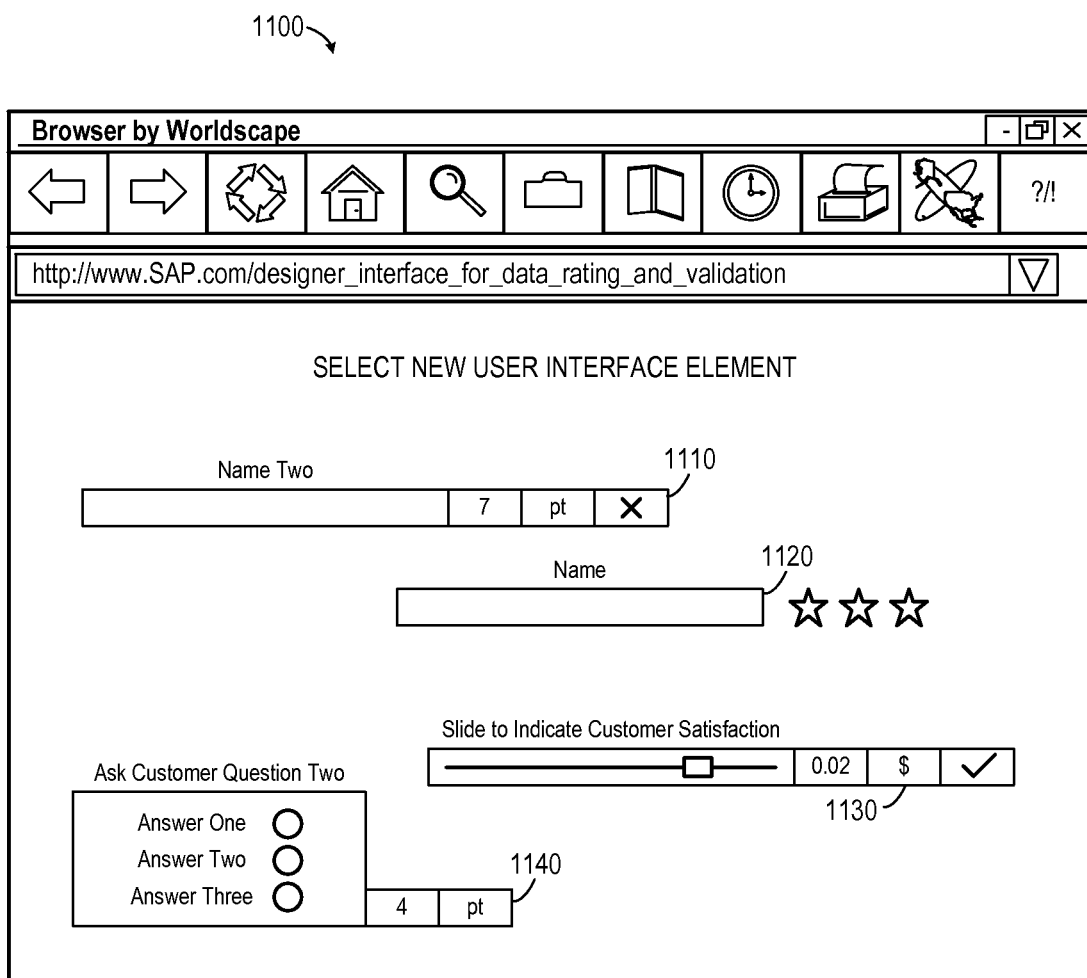 1100
Browser by Worldscape
?/!
http://www.SAP.com/designer_interface_for_data_rating_and_validation
SELECT NEW USER INTERFACE ELEMENT
Name Two
1110
7 pt
Name
1120
Slide to Indicate Customer Satisfaction
0.02 $
1130
Ask Customer Question Two
Answer One
Answer Two
Answer Three
1140
4 pt